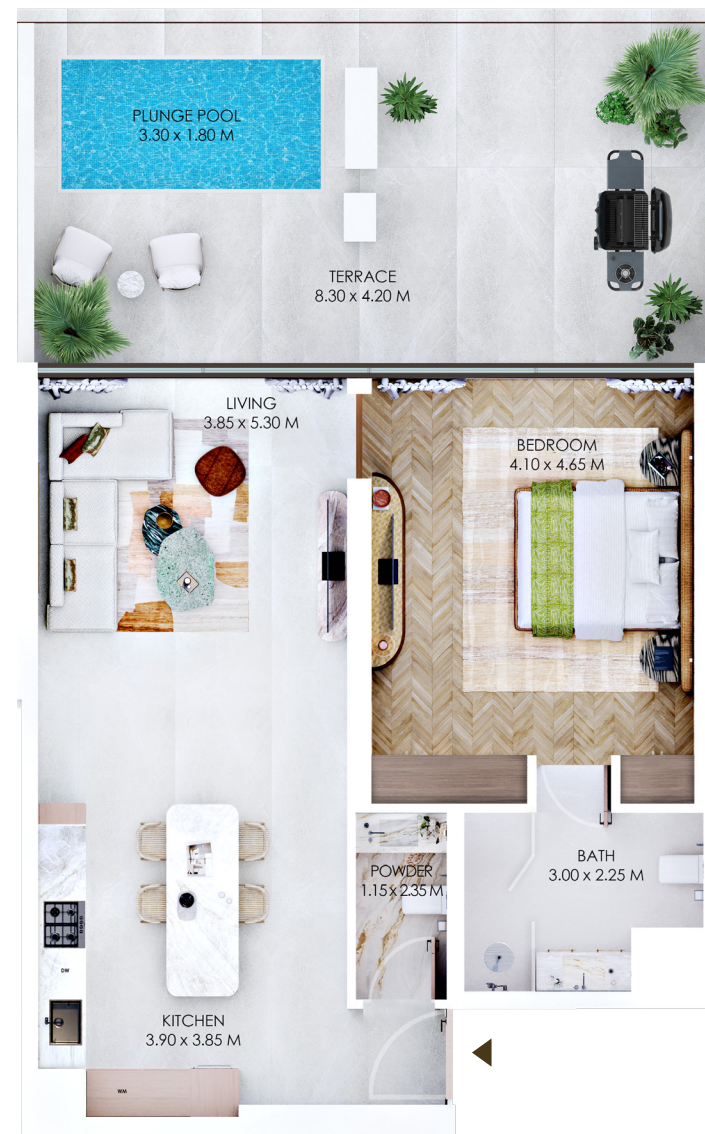 PLUNGE POOL
3.30 x 1.80 M
TERRACE
8.30 x 4.20 M
LIVING
3.85 x 5.30 M
BEDROOM
4.10 x 4.65 M
BATH
3.00 x 2.25 M
POWDER
1.15 x 2.35 M
DW
KITCHEN
3.90 x 3.85 M
WM